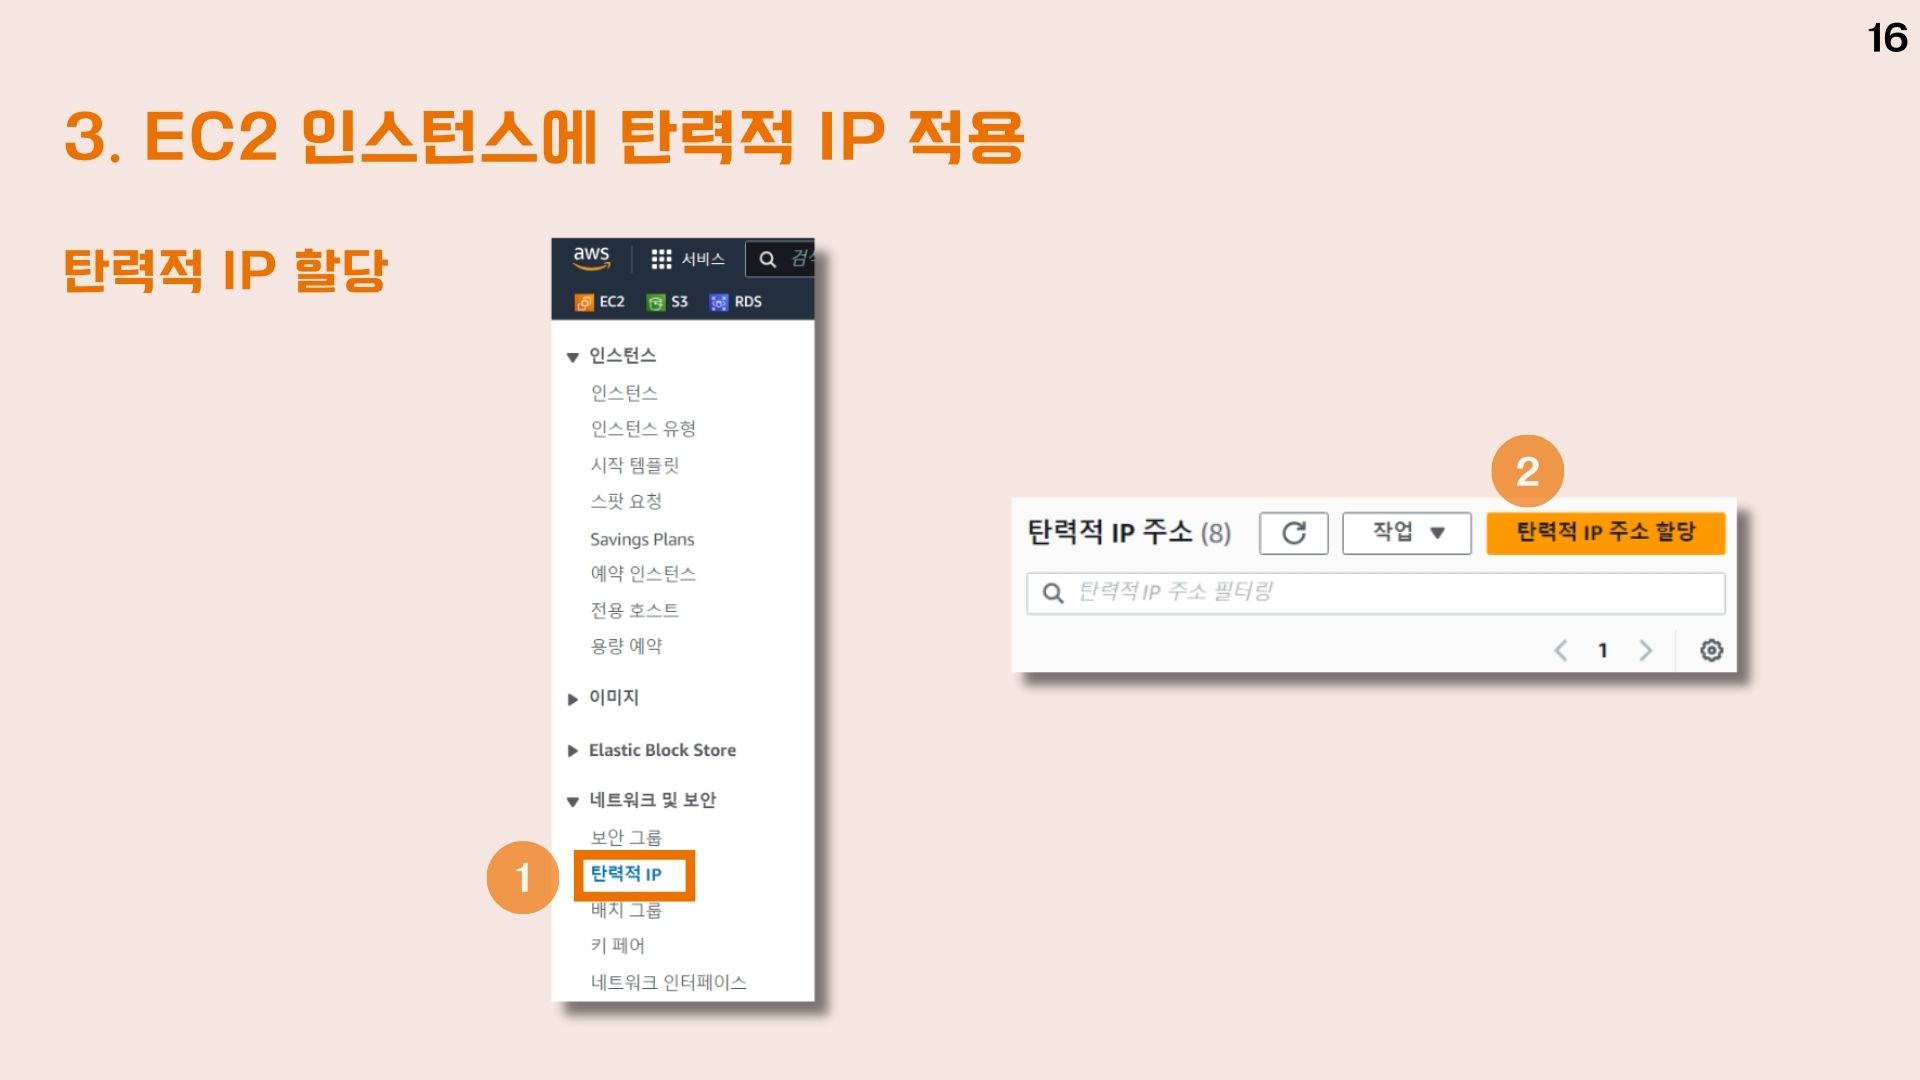 16
3. EC2 인스턴스에 탄력적 IP 적용
탄력적 IP 할당
aws 서비스
EC2 S3 RDS
인스턴스
인스턴스
인스턴스 유형
시작 템플릿
스팟 요청
Savings Plans
예약 인스턴스
전용 호스트
용량 예약
이미지
Elastic Block Store
네트워크 및 보안
보안 그룹
1
탄력적 IP
배치 그룹
키 페어
네트워크 인터페이스
2
탄력적 IP 주소 (8) 작업 탄력적 IP 주소 할당
탄력적 IP 주소 필터링
1